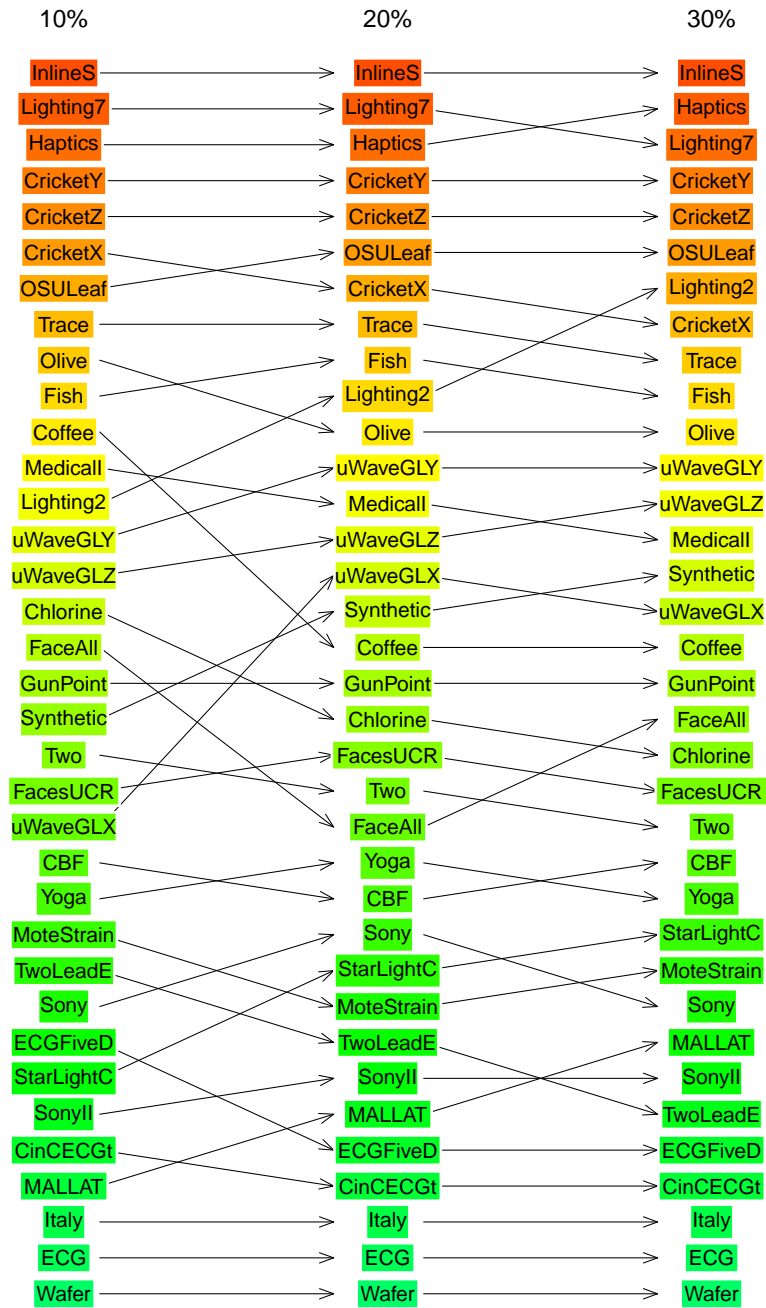 10% 20% 30%
InlineS InlineS InlineS
Lighting7 Lighting7 Haptics
Haptics Haptics Lighting7
CricketY CricketY CricketY
CricketZ CricketZ CricketZ
CricketX OSULeaf OSULeaf
OSULeaf CricketX Lighting2
Trace Trace CricketX
Olive Fish Trace
Fish Lighting2 Fish
Coffee Olive Olive
MedicalI uWaveGLY uWaveGLY
Lighting2 MedicalI uWaveGLZ
uWaveGLY uWaveGLZ MedicalI
uWaveGLZ uWaveGLX Synthetic
Chlorine Synthetic uWaveGLX
FaceAll Coffee Coffee
GunPoint GunPoint GunPoint
Synthetic Chlorine FaceAll
Two FacesUCR Chlorine
FacesUCR Two FacesUCR
uWaveGLX FaceAll Two
CBF Yoga CBF
Yoga CBF Yoga
MoteStrain Sony StarLightC
TwoLeadE StarLightC MoteStrain
Sony MoteStrain Sony
ECGFiveD TwoLeadE MALLAT
StarLightC SonyII SonyII
SonyII MALLAT TwoLeadE
CinCECGt ECGFiveD ECGFiveD
MALLAT CinCECGt CinCECGt
Italy Italy Italy
ECG ECG ECG
Wafer Wafer Wafer